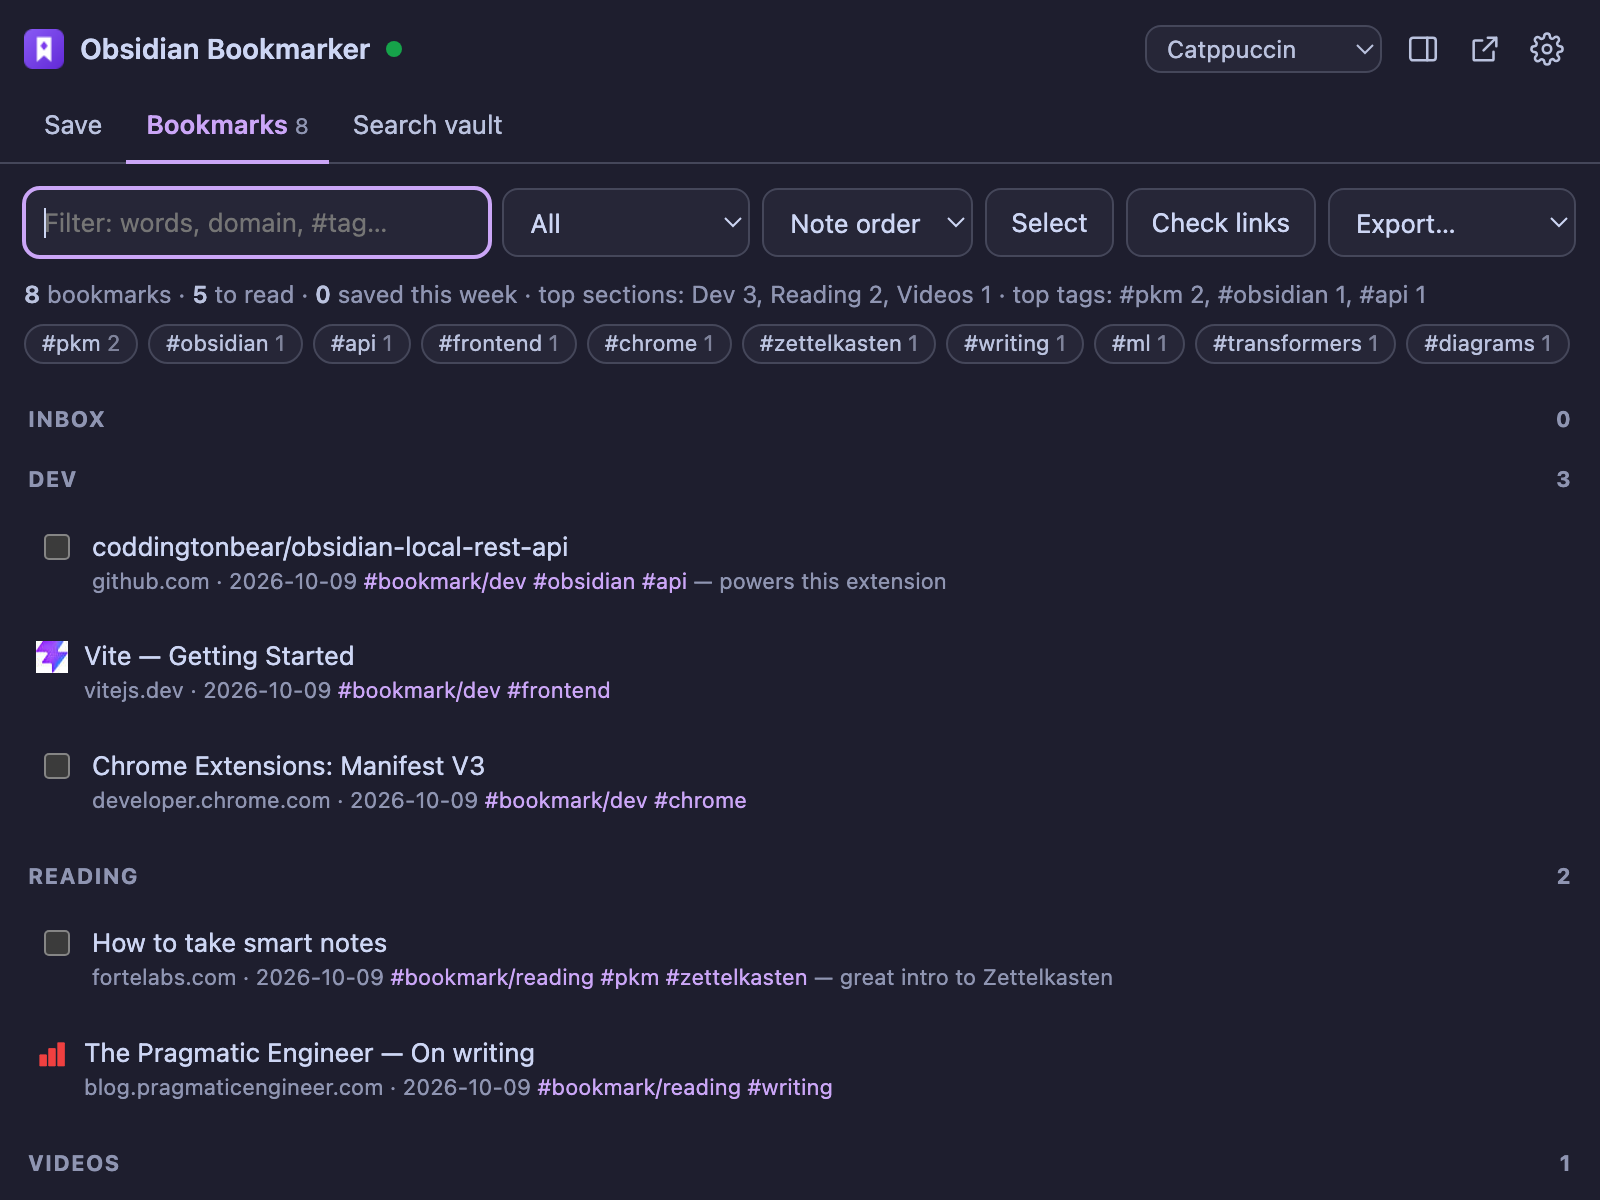 Obsidian Bookmarker
Catppuccin
Save
Bookmarks 8
Search vault
Filter: words, domain, #tag...
All
Note order
Select
Check links
Export...
8 bookmarks · 5 to read · 0 saved this week · top sections: Dev 3, Reading 2, Videos 1 · top tags: #pkm 2, #obsidian 1, #api 1
#pkm 2
#obsidian 1
#api 1
#frontend 1
#chrome 1
#zettelkasten 1
#writing 1
#ml 1
#transformers 1
#diagrams 1
INBOX 0
DEV 3
coddingtonbear/obsidian-local-rest-api
github.com · 2026-10-09 #bookmark/dev #obsidian #api — powers this extension
Vite — Getting Started
vitejs.dev · 2026-10-09 #bookmark/dev #frontend
Chrome Extensions: Manifest V3
developer.chrome.com · 2026-10-09 #bookmark/dev #chrome
READING 2
How to take smart notes
fortelabs.com · 2026-10-09 #bookmark/reading #pkm #zettelkasten — great intro to Zettelkasten
The Pragmatic Engineer — On writing
blog.pragmaticengineer.com · 2026-10-09 #bookmark/reading #writing
VIDEOS 1